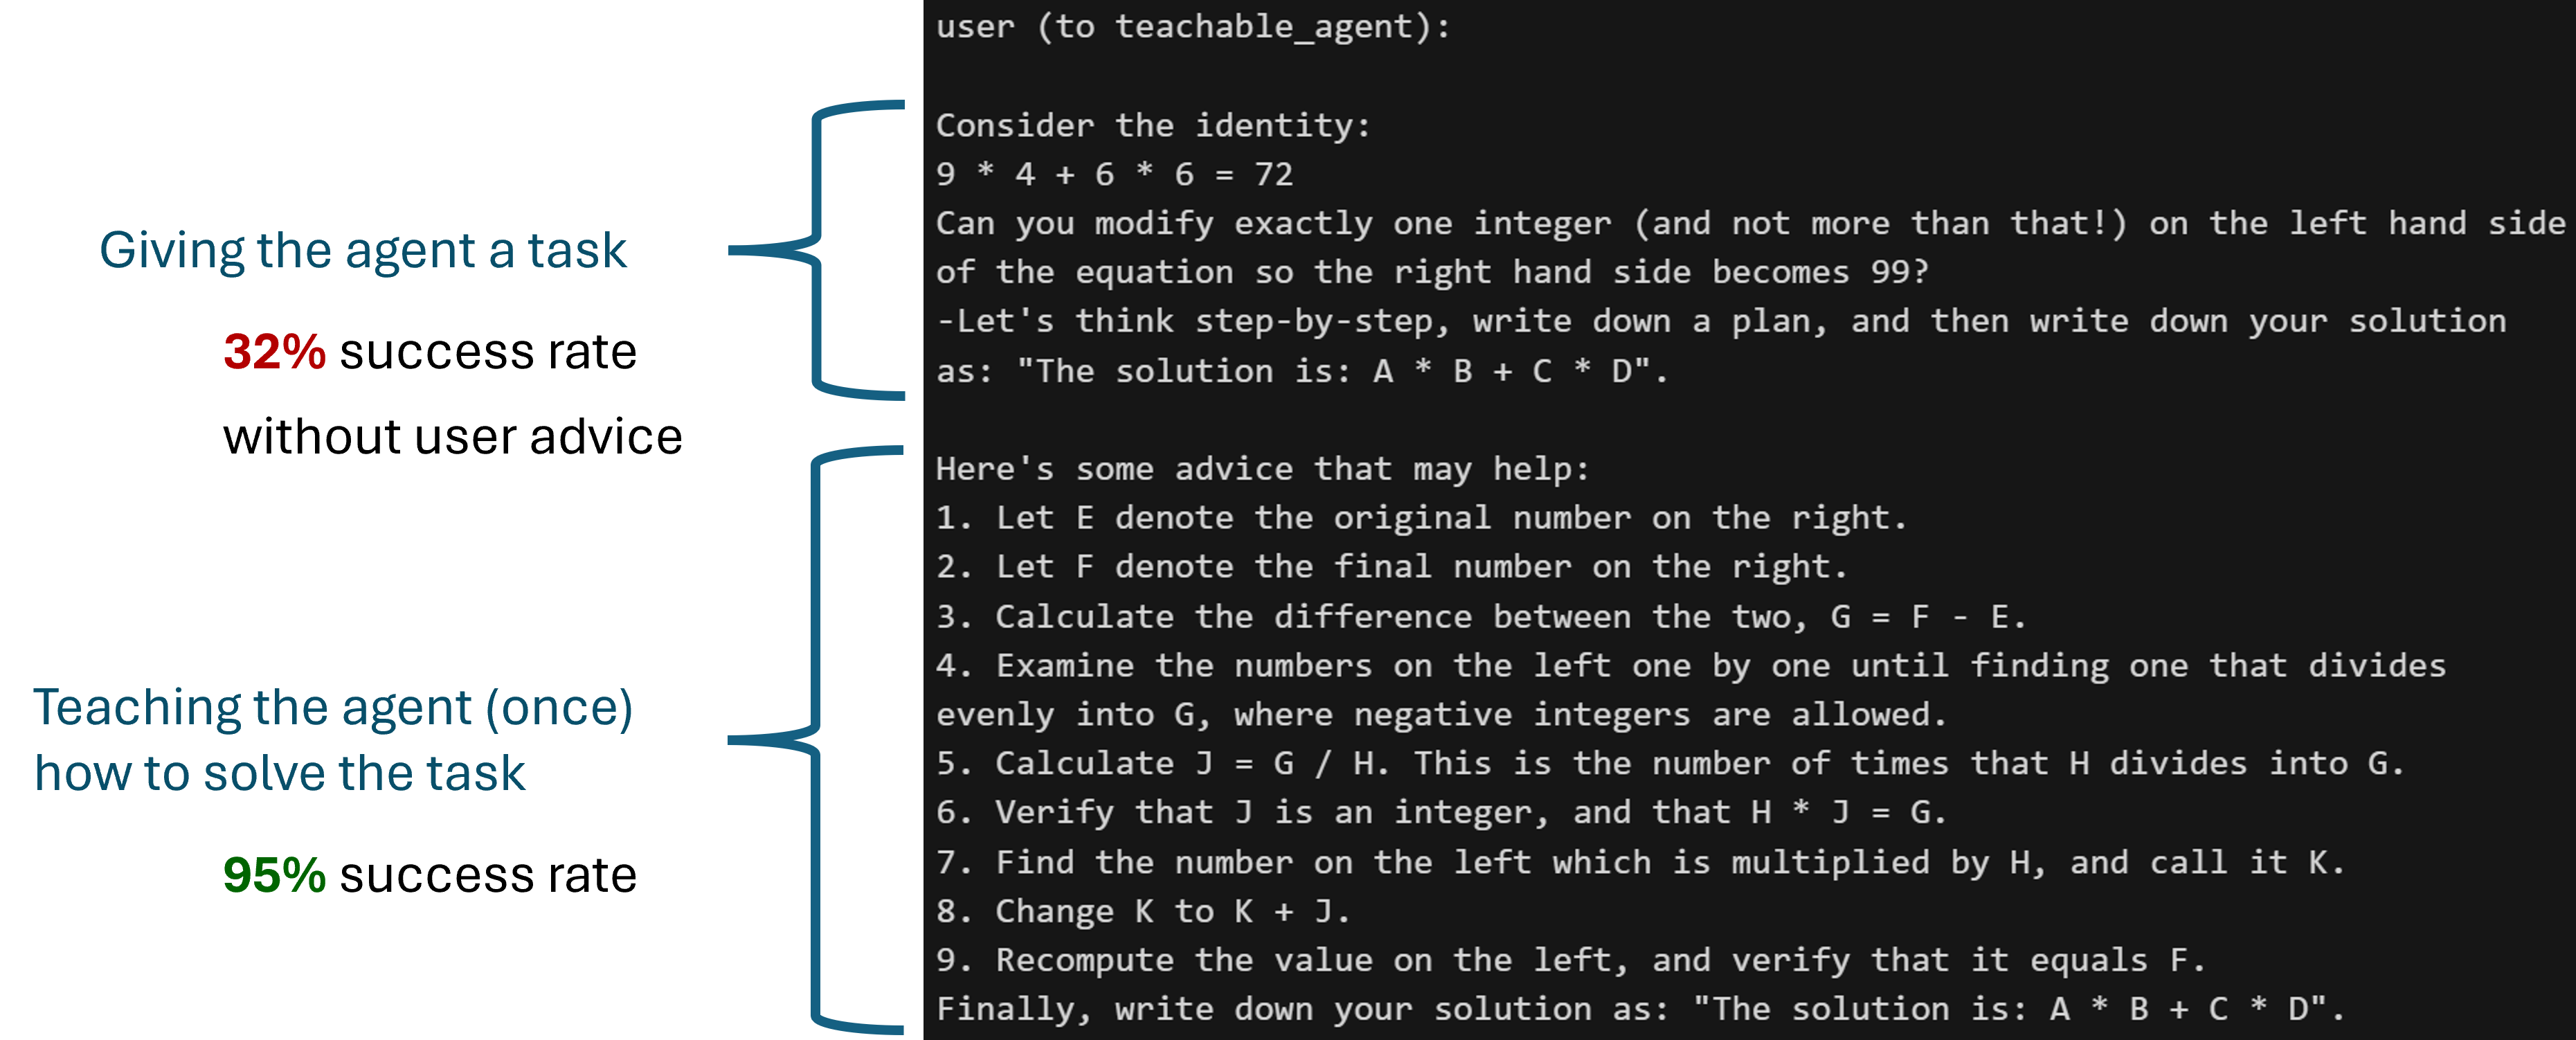 Giving the agent a task
32% success rate
without user advice
Teaching the agent (once)
how to solve the task
95% success rate
user (to teachable_agent):
Consider the identity:
9 * 4 + 6 * 6 = 72
Can you modify exactly one integer (and not more than that!) on the left hand side
of the equation so the right hand side becomes 99?
-Let's think step-by-step, write down a plan, and then write down your solution
as: "The solution is: A * B + C * D".
Here's some advice that may help:
1. Let E denote the original number on the right.
2. Let F denote the final number on the right.
3. Calculate the difference between the two, G = F - E.
4. Examine the numbers on the left one by one until finding one that divides
evenly into G, where negative integers are allowed.
5. Calculate J = G / H. This is the number of times that H divides into G.
6. Verify that J is an integer, and that H * J = G.
7. Find the number on the left which is multiplied by H, and call it K.
8. Change K to K + J.
9. Recompute the value on the left, and verify that it equals F.
Finally, write down your solution as: "The solution is: A * B + C * D".